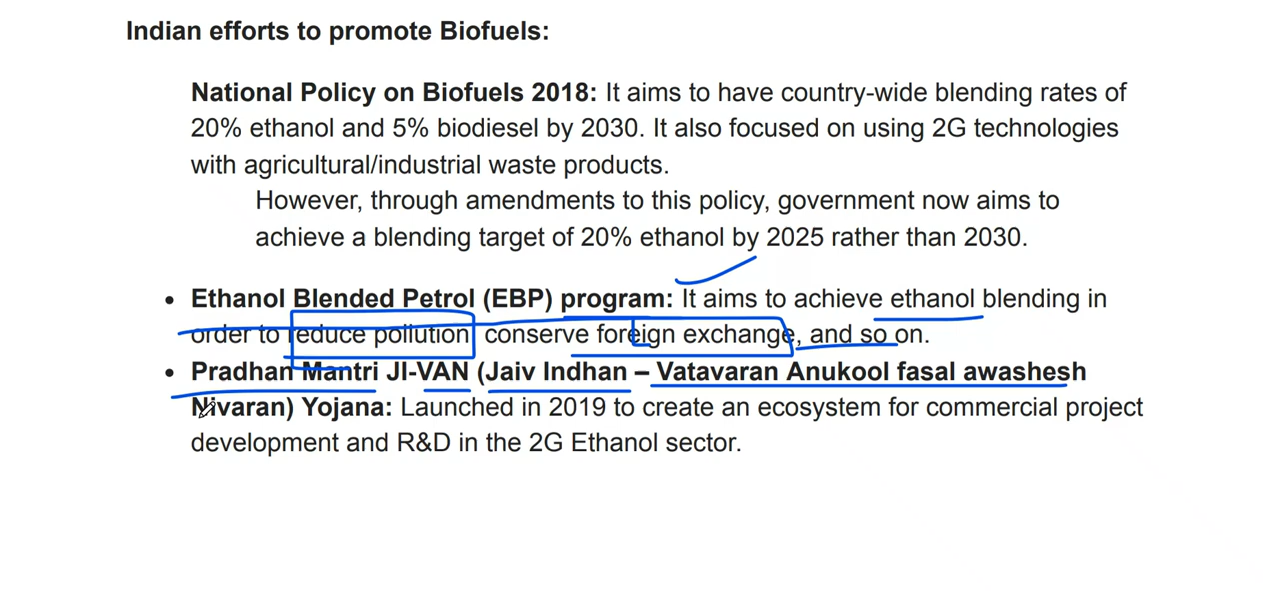 Indian efforts to promote Biofuels:
National Policy on Biofuels 2018: It aims to have country-wide blending rates of
20% ethanol and 5% biodiesel by 2030. It also focused on using 2G technologies
with agricultural/industrial waste products.
However, through amendments to this policy, government now aims to
achieve a blending target of 20% ethanol by 2025 rather than 2030.
• Ethanol Blended Petrol (EBP) program: It aims to achieve ethanol blending in
order to reduce pollution, conserve foreign exchange, and so on.
• Pradhan Mantri JI-VAN (Jaiv Indhan – Vatavaran Anukool fasal awashesh
Nivaran) Yojana: Launched in 2019 to create an ecosystem for commercial project
development and R&D in the 2G Ethanol sector.